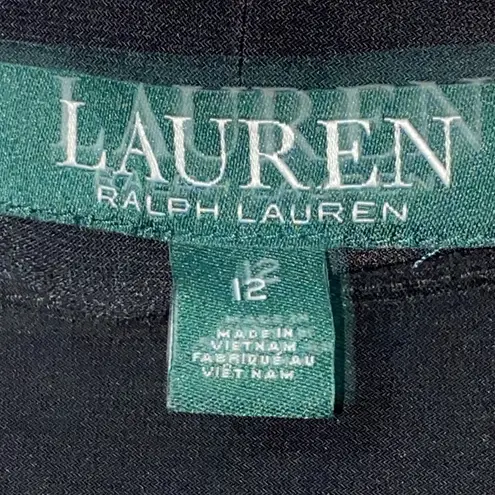 LAUREN
RALPH LAUREN
12
MADE IN
VIETNAM
FABRIQUE AU
VIET NAM